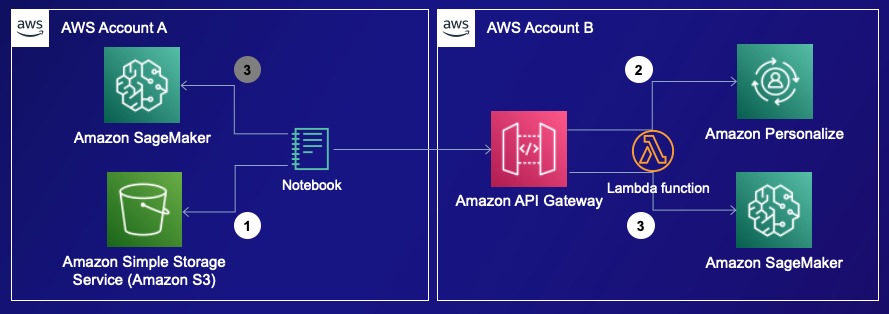 aws
AWS Account A
Amazon SageMaker
3
Notebook
1
Amazon Simple Storage
Service (Amazon S3)
aws
AWS Account B
2
Amazon Personalize
Amazon API Gateway
Lambda function
3
Amazon SageMaker